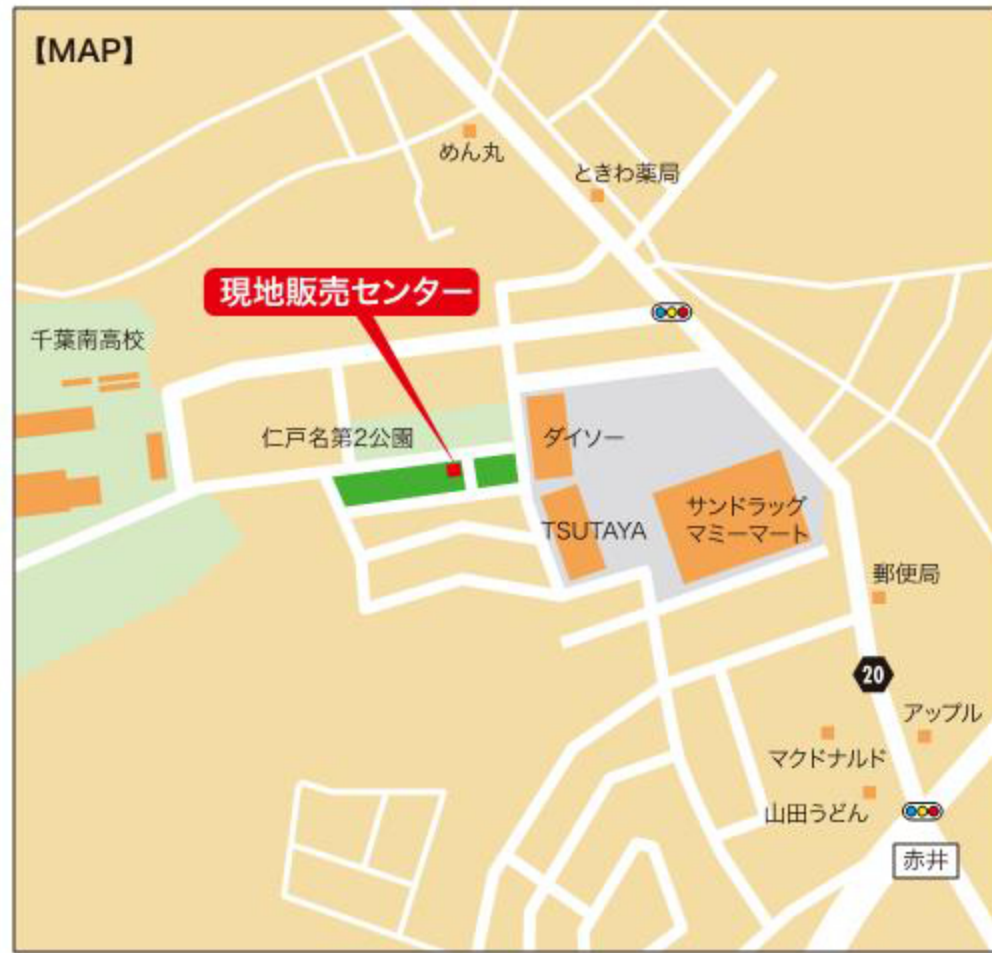 【MAP】
めん丸
ときわ薬局
現地販売センター
千葉南高校
仁戸名第2公園
ダイソー
サンドラッグ
マミーマート
TSUTAYA
郵便局
20
アップル
マクドナルド
山田うどん
赤井